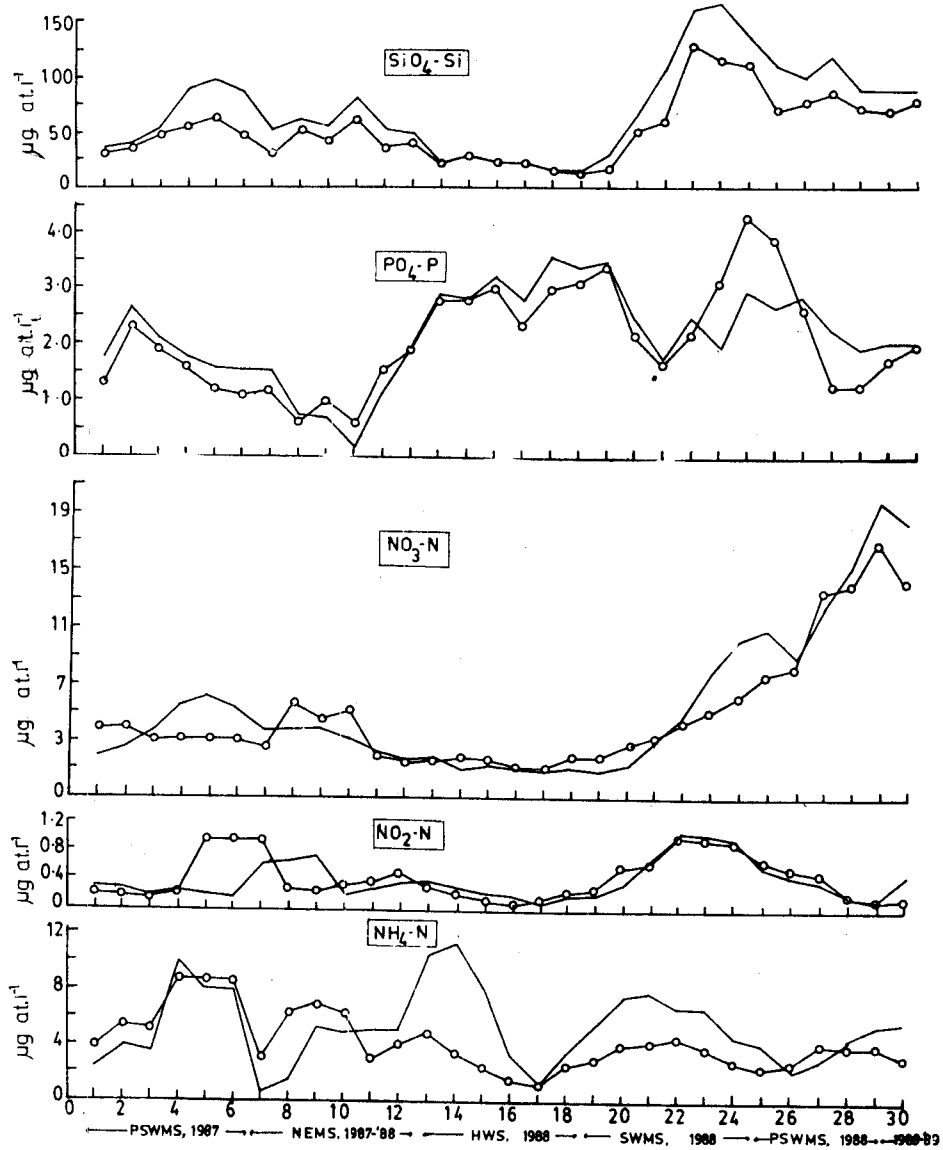 150
100
50
0
µg at.l⁻¹
SiO₄-Si
4·0
3·0
2·0
1·0
0
µg at.l⁻¹
PO₄-P
19
15
11
7
3
0
µg at.l⁻¹
NO₃-N
1·2
0·8
0·4
0
µg at.l⁻¹
NO₂-N
12
8
4
0
µg at.l⁻¹
NH₄-N
0 2 4 6 8 10 12 14 16 18 20 22 24 26 28 30
PSWMS, 1987 NEMS, 1987-'88 HWS, 1988 SWMS, 1988 PSWMS, 1988